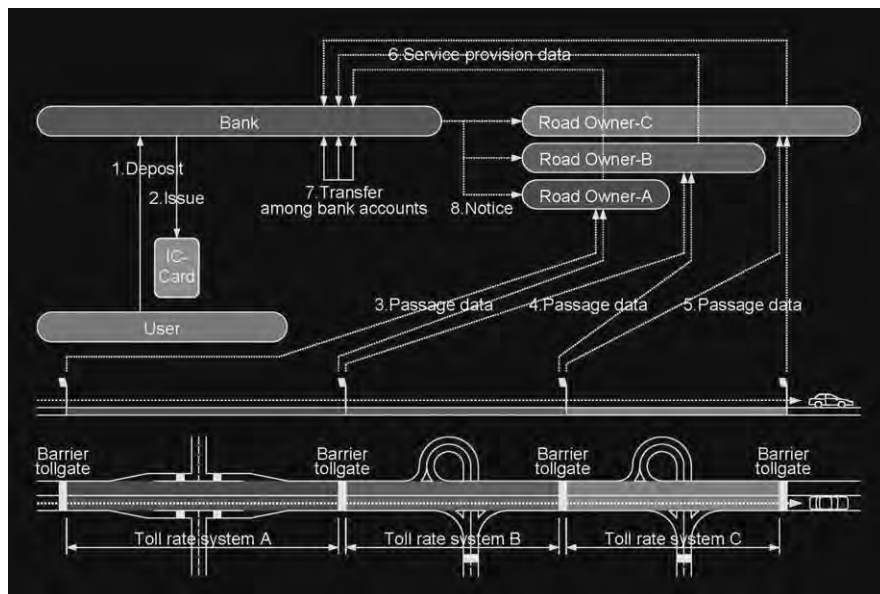 6.Service provision data
Bank
Road Owner-C
Road Owner-B
Road Owner-A
1.Deposit
2.Issue
7.Transfer
among bank accounts
8.Notice
IC-
Card
User
3.Passage data
4.Passage data
5.Passage data
Barrier
tollgate
Barrier
tollgate
Barrier
tollgate
Barrier
tollgate
Toll rate system A
Toll rate system B
Toll rate system C